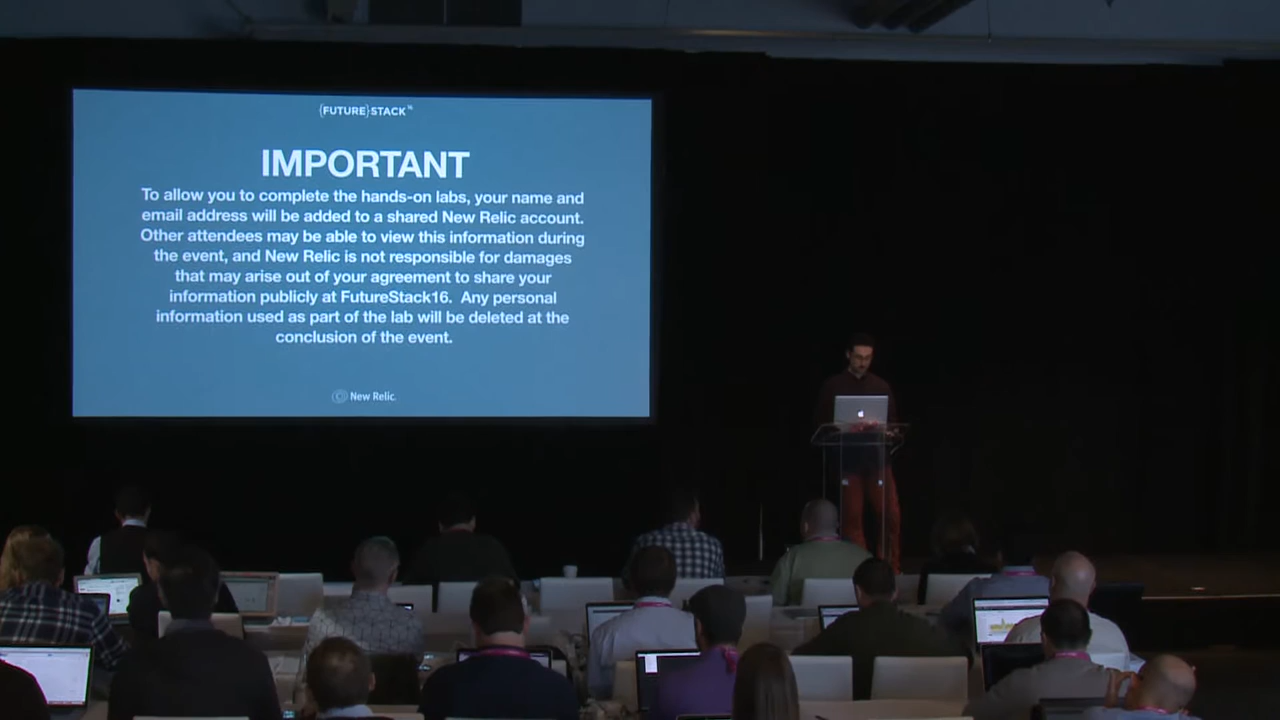 {FUTURE}STACK16
IMPORTANT
To allow you to complete the hands-on labs, your name and
email address will be added to a shared New Relic account.
Other attendees may be able to view this information during
the event, and New Relic is not responsible for damages
that may arise out of your agreement to share your
information publicly at FutureStack16. Any personal
information used as part of the lab will be deleted at the
conclusion of the event.
New Relic.